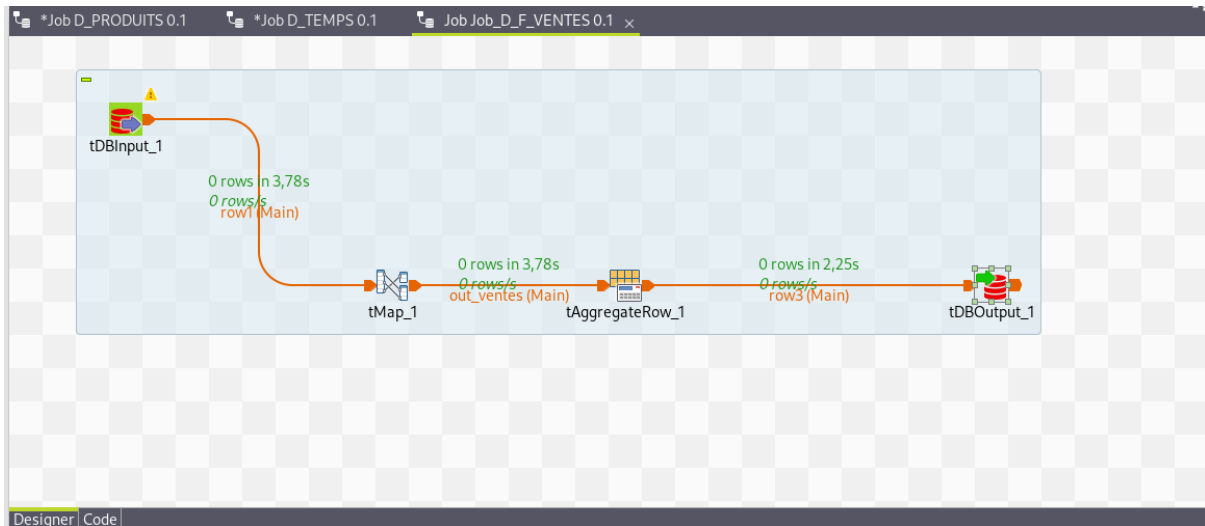 *Job D_PRODUITS 0.1
*Job D_TEMPS 0.1
Job Job_D_F_VENTES 0.1
tDBInput_1
0 rows in 3,78s
0 rows/s
row1 (Main)
0 rows in 3,78s
0 rows/s
out_ventes (Main)
0 rows in 2,25s
0 rows/s
row3 (Main)
tMap_1
tAggregateRow_1
tDBOutput_1
Designer
Code